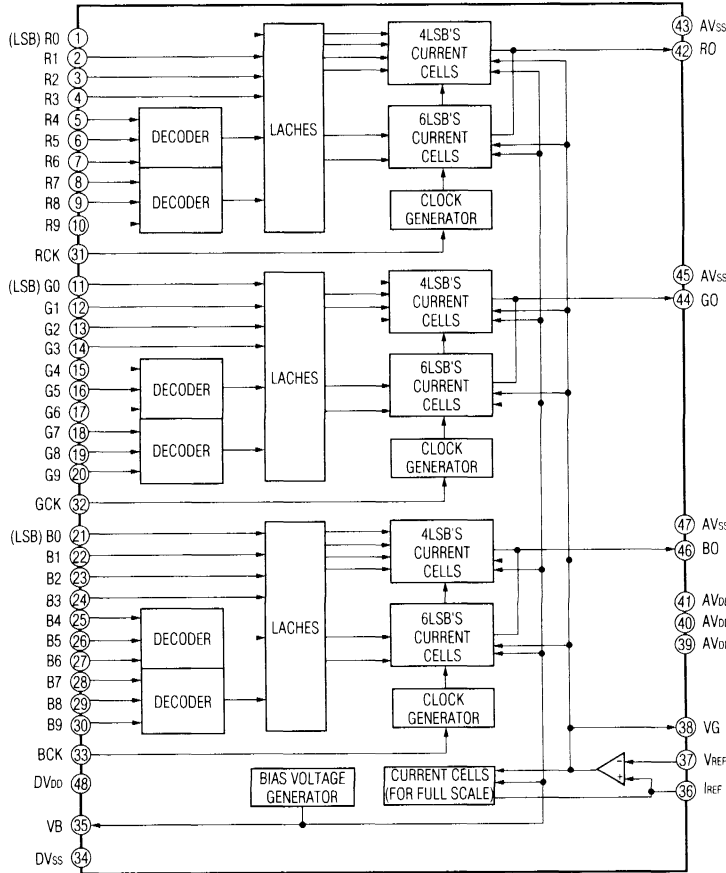 (LSB) R0 1
R1 2
R2 3
R3 4
R4 5
R5 6
R6 7
R7 8
R8 9
R9 10
RCK 31
DECODER
DECODER
LACHES
4LSB'S
CURRENT
CELLS
6LSB'S
CURRENT
CELLS
CLOCK
GENERATOR
43 AVss
42 RO
(LSB) G0 11
G1 12
G2 13
G3 14
G4 15
G5 16
G6 17
G7 18
G8 19
G9 20
GCK 32
DECODER
DECODER
LACHES
4LSB'S
CURRENT
CELLS
6LSB'S
CURRENT
CELLS
CLOCK
GENERATOR
45 AVss
44 GO
(LSB) B0 21
B1 22
B2 23
B3 24
B4 25
B5 26
B6 27
B7 28
B8 29
B9 30
BCK 33
DVDD 48
VB 35
DVss 34
DECODER
DECODER
LACHES
4LSB'S
CURRENT
CELLS
6LSB'S
CURRENT
CELLS
CLOCK
GENERATOR
BIAS VOLTAGE
GENERATOR
CURRENT CELLS
(FOR FULL SCALE)
-
+
47 AVss
46 BO
41 AVD
40 AVD
39 AVD
38 VG
37 VREF
36 IREF